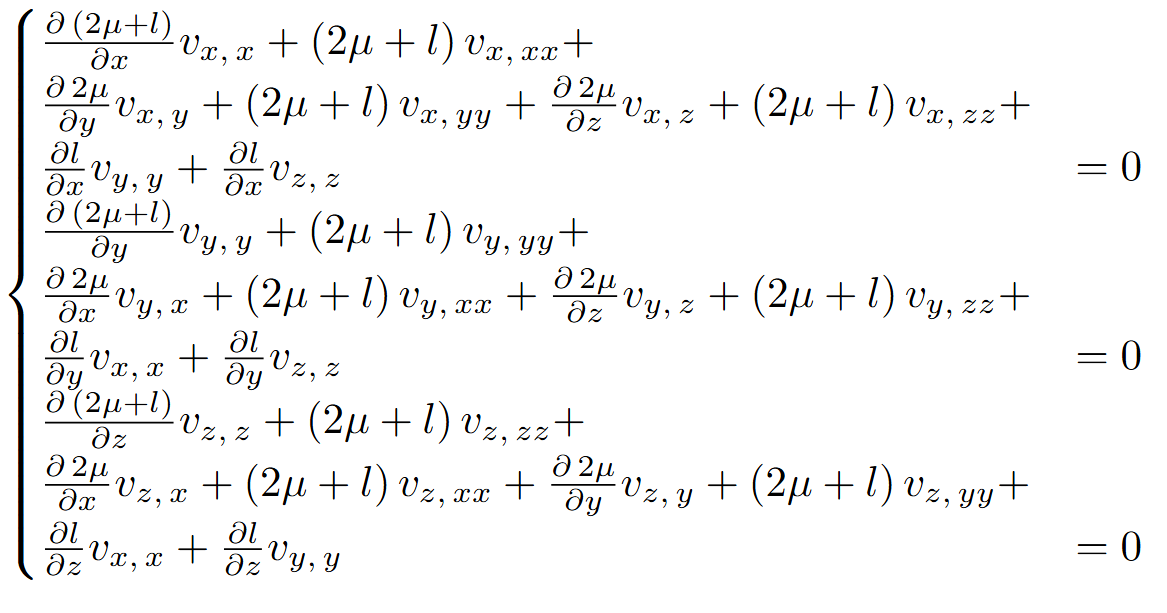 \frac{\partial\,(2\mu+l)}{\partial x} v_{x,\,x} + (2\mu + l)\, v_{x,\,xx} +
\frac{\partial\, 2\mu}{\partial y} v_{x,\,y} + (2\mu + l)\, v_{x,\,yy} + \frac{\partial\, 2\mu}{\partial z} v_{x,\,z} + (2\mu + l)\, v_{x,\,zz} +
\frac{\partial l}{\partial x} v_{y,\,y} + \frac{\partial l}{\partial x} v_{z,\,z} = 0
\frac{\partial\,(2\mu+l)}{\partial y} v_{y,\,y} + (2\mu + l)\, v_{y,\,yy} +
\frac{\partial\, 2\mu}{\partial x} v_{y,\,x} + (2\mu + l)\, v_{y,\,xx} + \frac{\partial\, 2\mu}{\partial z} v_{y,\,z} + (2\mu + l)\, v_{y,\,zz} +
\frac{\partial l}{\partial y} v_{x,\,x} + \frac{\partial l}{\partial y} v_{z,\,z} = 0
\frac{\partial\,(2\mu+l)}{\partial z} v_{z,\,z} + (2\mu + l)\, v_{z,\,zz} +
\frac{\partial\, 2\mu}{\partial x} v_{z,\,x} + (2\mu + l)\, v_{z,\,xx} + \frac{\partial\, 2\mu}{\partial y} v_{z,\,y} + (2\mu + l)\, v_{z,\,yy} +
\frac{\partial l}{\partial z} v_{x,\,x} + \frac{\partial l}{\partial z} v_{y,\,y} = 0